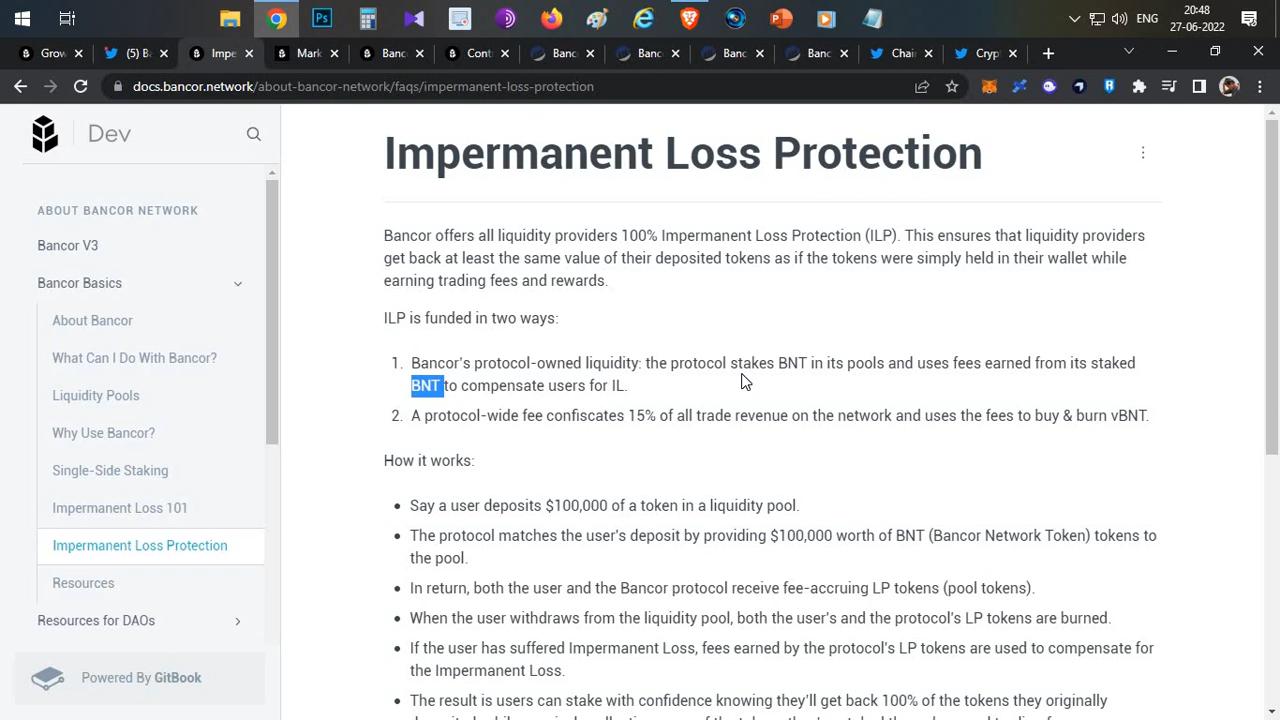 20:48
ENG
27-06-2022
Grow
(5) B
Impe
Mark
Banc
Cont
Banc
Banc
Banc
Banc
Chai
Cryp
docs.bancor.network/about-bancor-network/faqs/impermanent-loss-protection
Dev
ABOUT BANCOR NETWORK
Bancor V3
Bancor Basics
About Bancor
What Can I Do With Bancor?
Liquidity Pools
Why Use Bancor?
Single-Side Staking
Impermanent Loss 101
Impermanent Loss Protection
Resources
Resources for DAOs
Powered By GitBook
Impermanent Loss Protection
Bancor offers all liquidity providers 100% Impermanent Loss Protection (ILP). This ensures that liquidity providers
get back at least the same value of their deposited tokens as if the tokens were simply held in their wallet while
earning trading fees and rewards.
ILP is funded in two ways:
1. Bancor's protocol-owned liquidity: the protocol stakes BNT in its pools and uses fees earned from its staked
BNT to compensate users for IL.
2. A protocol-wide fee confiscates 15% of all trade revenue on the network and uses the fees to buy & burn vBNT.
How it works:
• Say a user deposits $100,000 of a token in a liquidity pool.
• The protocol matches the user's deposit by providing $100,000 worth of BNT (Bancor Network Token) tokens to
the pool.
• In return, both the user and the Bancor protocol receive fee-accruing LP tokens (pool tokens).
• When the user withdraws from the liquidity pool, both the user's and the protocol's LP tokens are burned.
• If the user has suffered Impermanent Loss, fees earned by the protocol's LP tokens are used to compensate for
the Impermanent Loss.
• The result is users can stake with confidence knowing they'll get back 100% of the tokens they originally